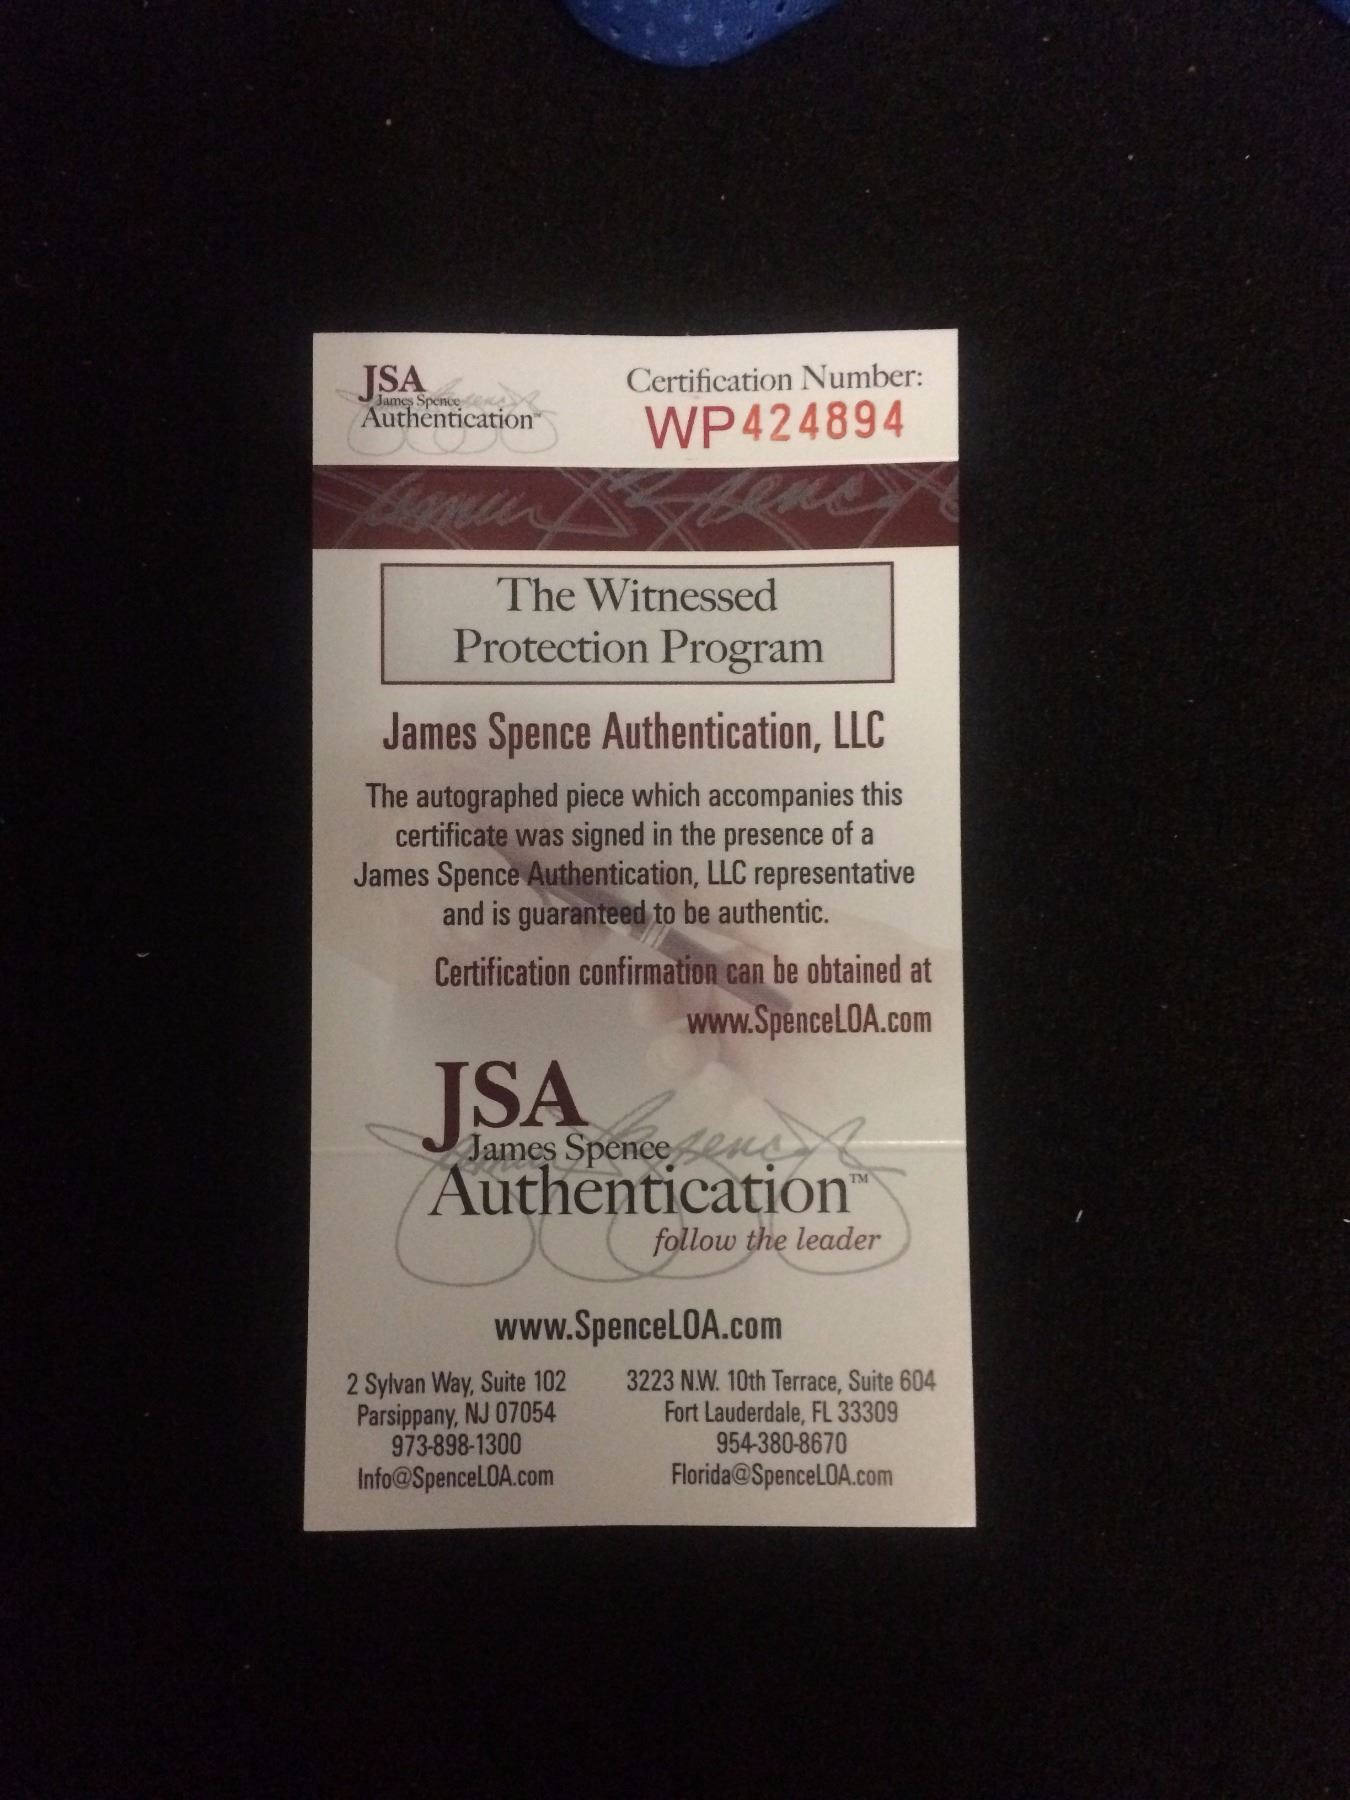 JSA
James Spence
Authentication™
Certification Number:
WP424894
James Spence
The Witnessed
Protection Program
James Spence Authentication, LLC
The autographed piece which accompanies this
certificate was signed in the presence of a
James Spence Authentication, LLC representative
and is guaranteed to be authentic.
Certification confirmation can be obtained at
www.SpenceLOA.com
JSA
James Spence
Authentication™
follow the leader
www.SpenceLOA.com
2 Sylvan Way, Suite 102
Parsippany, NJ 07054
973-898-1300
Info@SpenceLOA.com
3223 N.W. 10th Terrace, Suite 604
Fort Lauderdale, FL 33309
954-380-8670
Florida@SpenceLOA.com